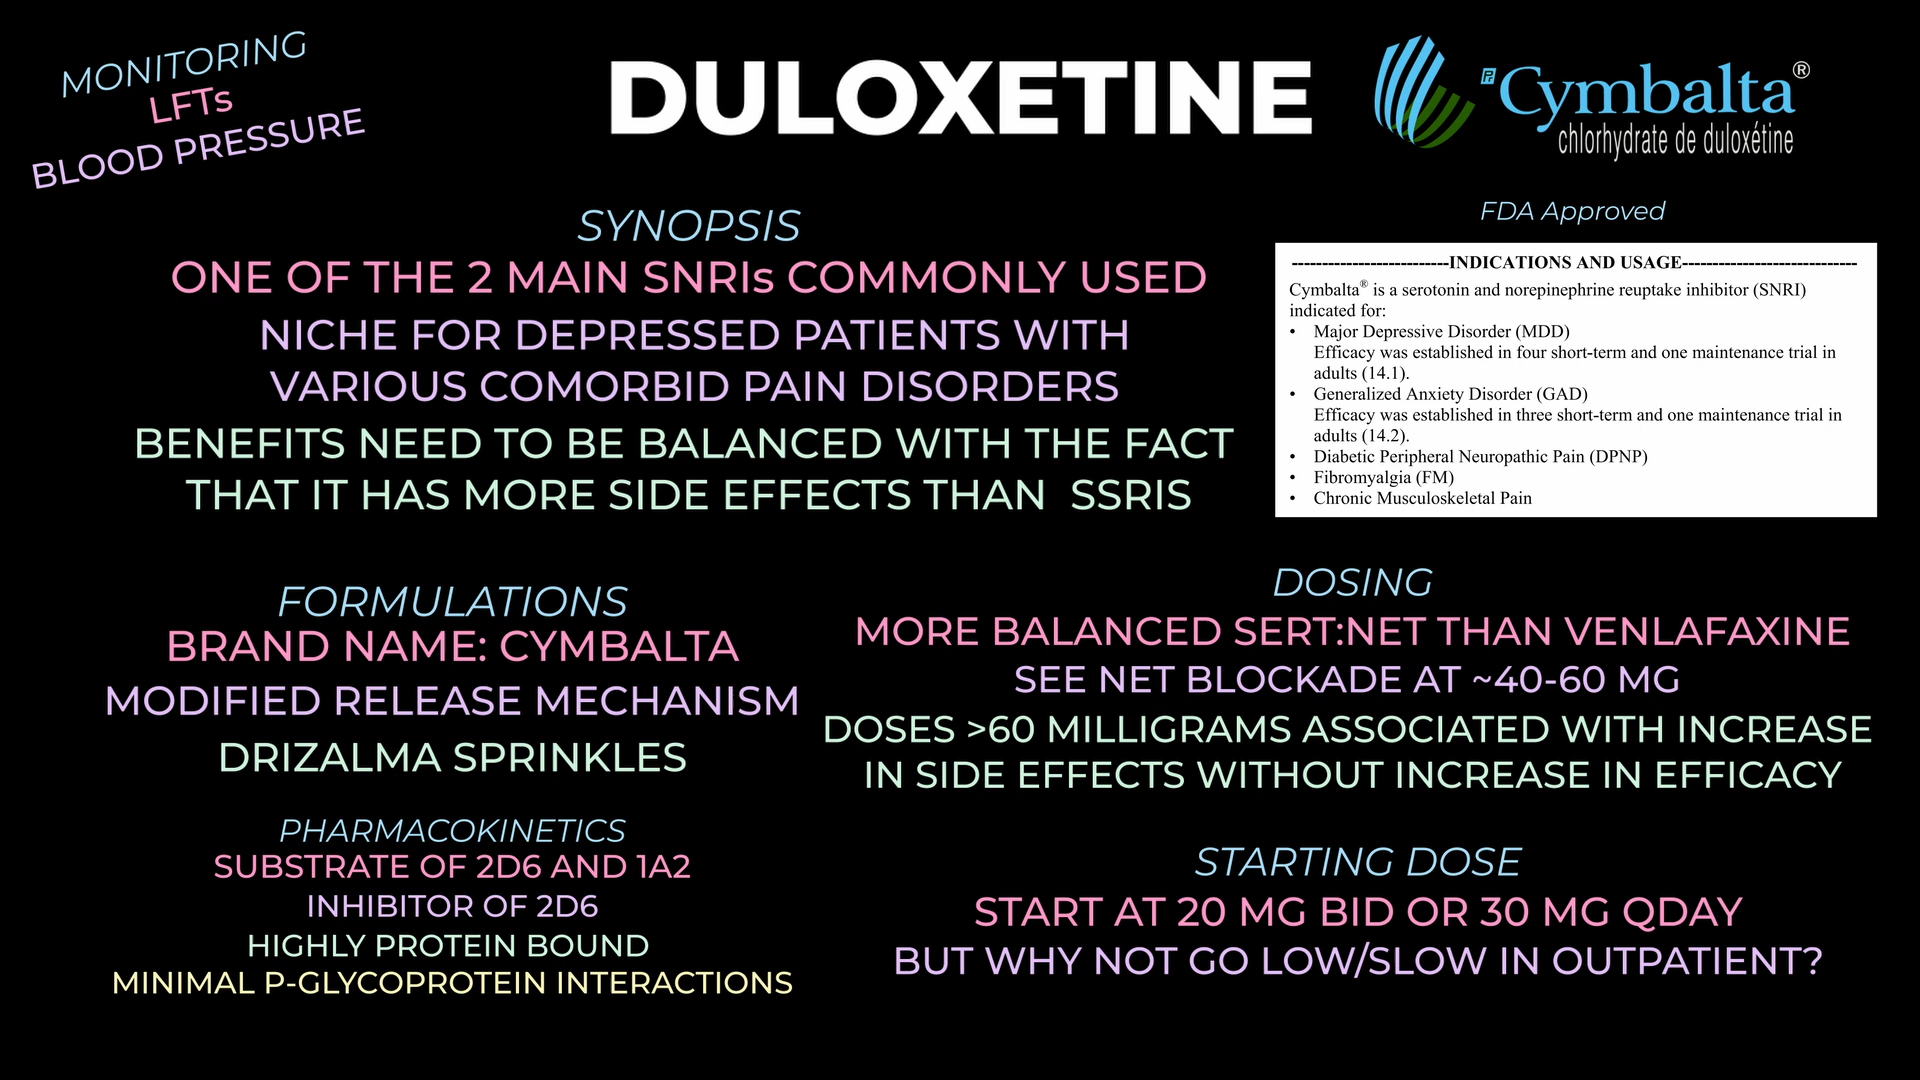 MONITORING
LFTs
BLOOD PRESSURE
DULOXETINE
Pr Cymbalta®
chlorhydrate de duloxétine
SYNOPSIS
ONE OF THE 2 MAIN SNRIs COMMONLY USED
NICHE FOR DEPRESSED PATIENTS WITH
VARIOUS COMORBID PAIN DISORDERS
BENEFITS NEED TO BE BALANCED WITH THE FACT
THAT IT HAS MORE SIDE EFFECTS THAN SSRIS
FDA Approved
--------------------------INDICATIONS AND USAGE-----------------------------
Cymbalta® is a serotonin and norepinephrine reuptake inhibitor (SNRI)
indicated for:
• Major Depressive Disorder (MDD)
Efficacy was established in four short-term and one maintenance trial in
adults (14.1).
• Generalized Anxiety Disorder (GAD)
Efficacy was established in three short-term and one maintenance trial in
adults (14.2).
• Diabetic Peripheral Neuropathic Pain (DPNP)
• Fibromyalgia (FM)
• Chronic Musculoskeletal Pain
FORMULATIONS
BRAND NAME: CYMBALTA
MODIFIED RELEASE MECHANISM
DRIZALMA SPRINKLES
DOSING
MORE BALANCED SERT:NET THAN VENLAFAXINE
SEE NET BLOCKADE AT ~40-60 MG
DOSES >60 MILLIGRAMS ASSOCIATED WITH INCREASE
IN SIDE EFFECTS WITHOUT INCREASE IN EFFICACY
PHARMACOKINETICS
SUBSTRATE OF 2D6 AND 1A2
INHIBITOR OF 2D6
HIGHLY PROTEIN BOUND
MINIMAL P-GLYCOPROTEIN INTERACTIONS
STARTING DOSE
START AT 20 MG BID OR 30 MG QDAY
BUT WHY NOT GO LOW/SLOW IN OUTPATIENT?